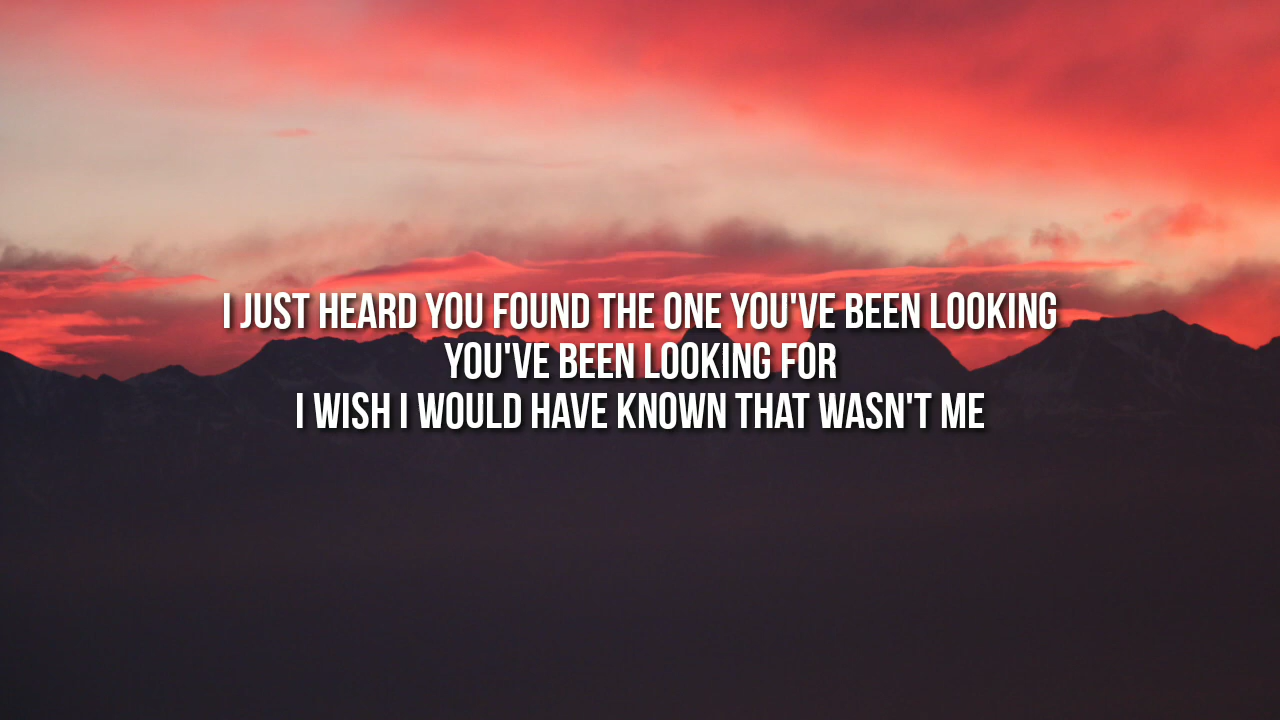 I JUST HEARD YOU FOUND THE ONE YOU'VE BEEN LOOKING
YOU'VE BEEN LOOKING FOR
I WISH I WOULD HAVE KNOWN THAT WASN'T ME